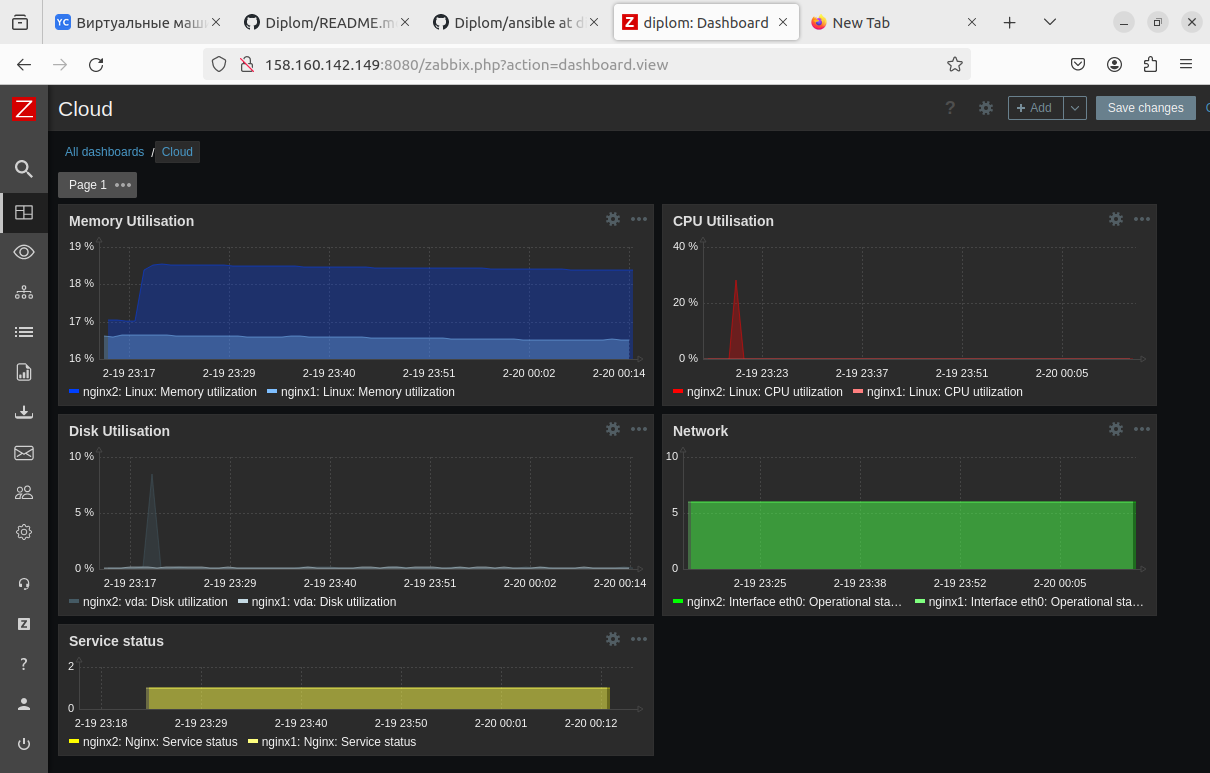 YC Виртуальные маши
Diplom/README.m
Diplom/ansible at d
Z diplom: Dashboard
New Tab
158.160.142.149:8080/zabbix.php?action=dashboard.view
Z Cloud
? + Add Save changes
All dashboards / Cloud
Page 1
Memory Utilisation
19 %
18 %
17 %
16 %
2-19 23:17 2-19 23:29 2-19 23:40 2-19 23:51 2-20 00:02 2-20 00:14
nginx2: Linux: Memory utilization nginx1: Linux: Memory utilization
CPU Utilisation
40 %
20 %
0 %
2-19 23:23 2-19 23:37 2-19 23:51 2-20 00:05
nginx2: Linux: CPU utilization nginx1: Linux: CPU utilization
Disk Utilisation
10 %
5 %
0 %
2-19 23:17 2-19 23:29 2-19 23:40 2-19 23:51 2-20 00:02 2-20 00:14
nginx2: vda: Disk utilization nginx1: vda: Disk utilization
Network
10
5
0
2-19 23:25 2-19 23:38 2-19 23:52 2-20 00:05
nginx2: Interface eth0: Operational sta… nginx1: Interface eth0: Operational sta…
Service status
2
0
2-19 23:18 2-19 23:29 2-19 23:40 2-19 23:50 2-20 00:01 2-20 00:12
nginx2: Nginx: Service status nginx1: Nginx: Service status
Z
?